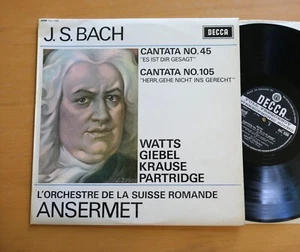 J.S. BACH
DECCA
CANTATA NO. 45
"ES IST DIR GESAGT"
CANTATA NO. 105
"HERR, GEHE NICHT INS GERECHT"
WATTS
GIEBEL
KRAUSE
PARTRIDGE
L'ORCHESTRE DE LA SUISSE ROMANDE
ANSERMET
DECCA